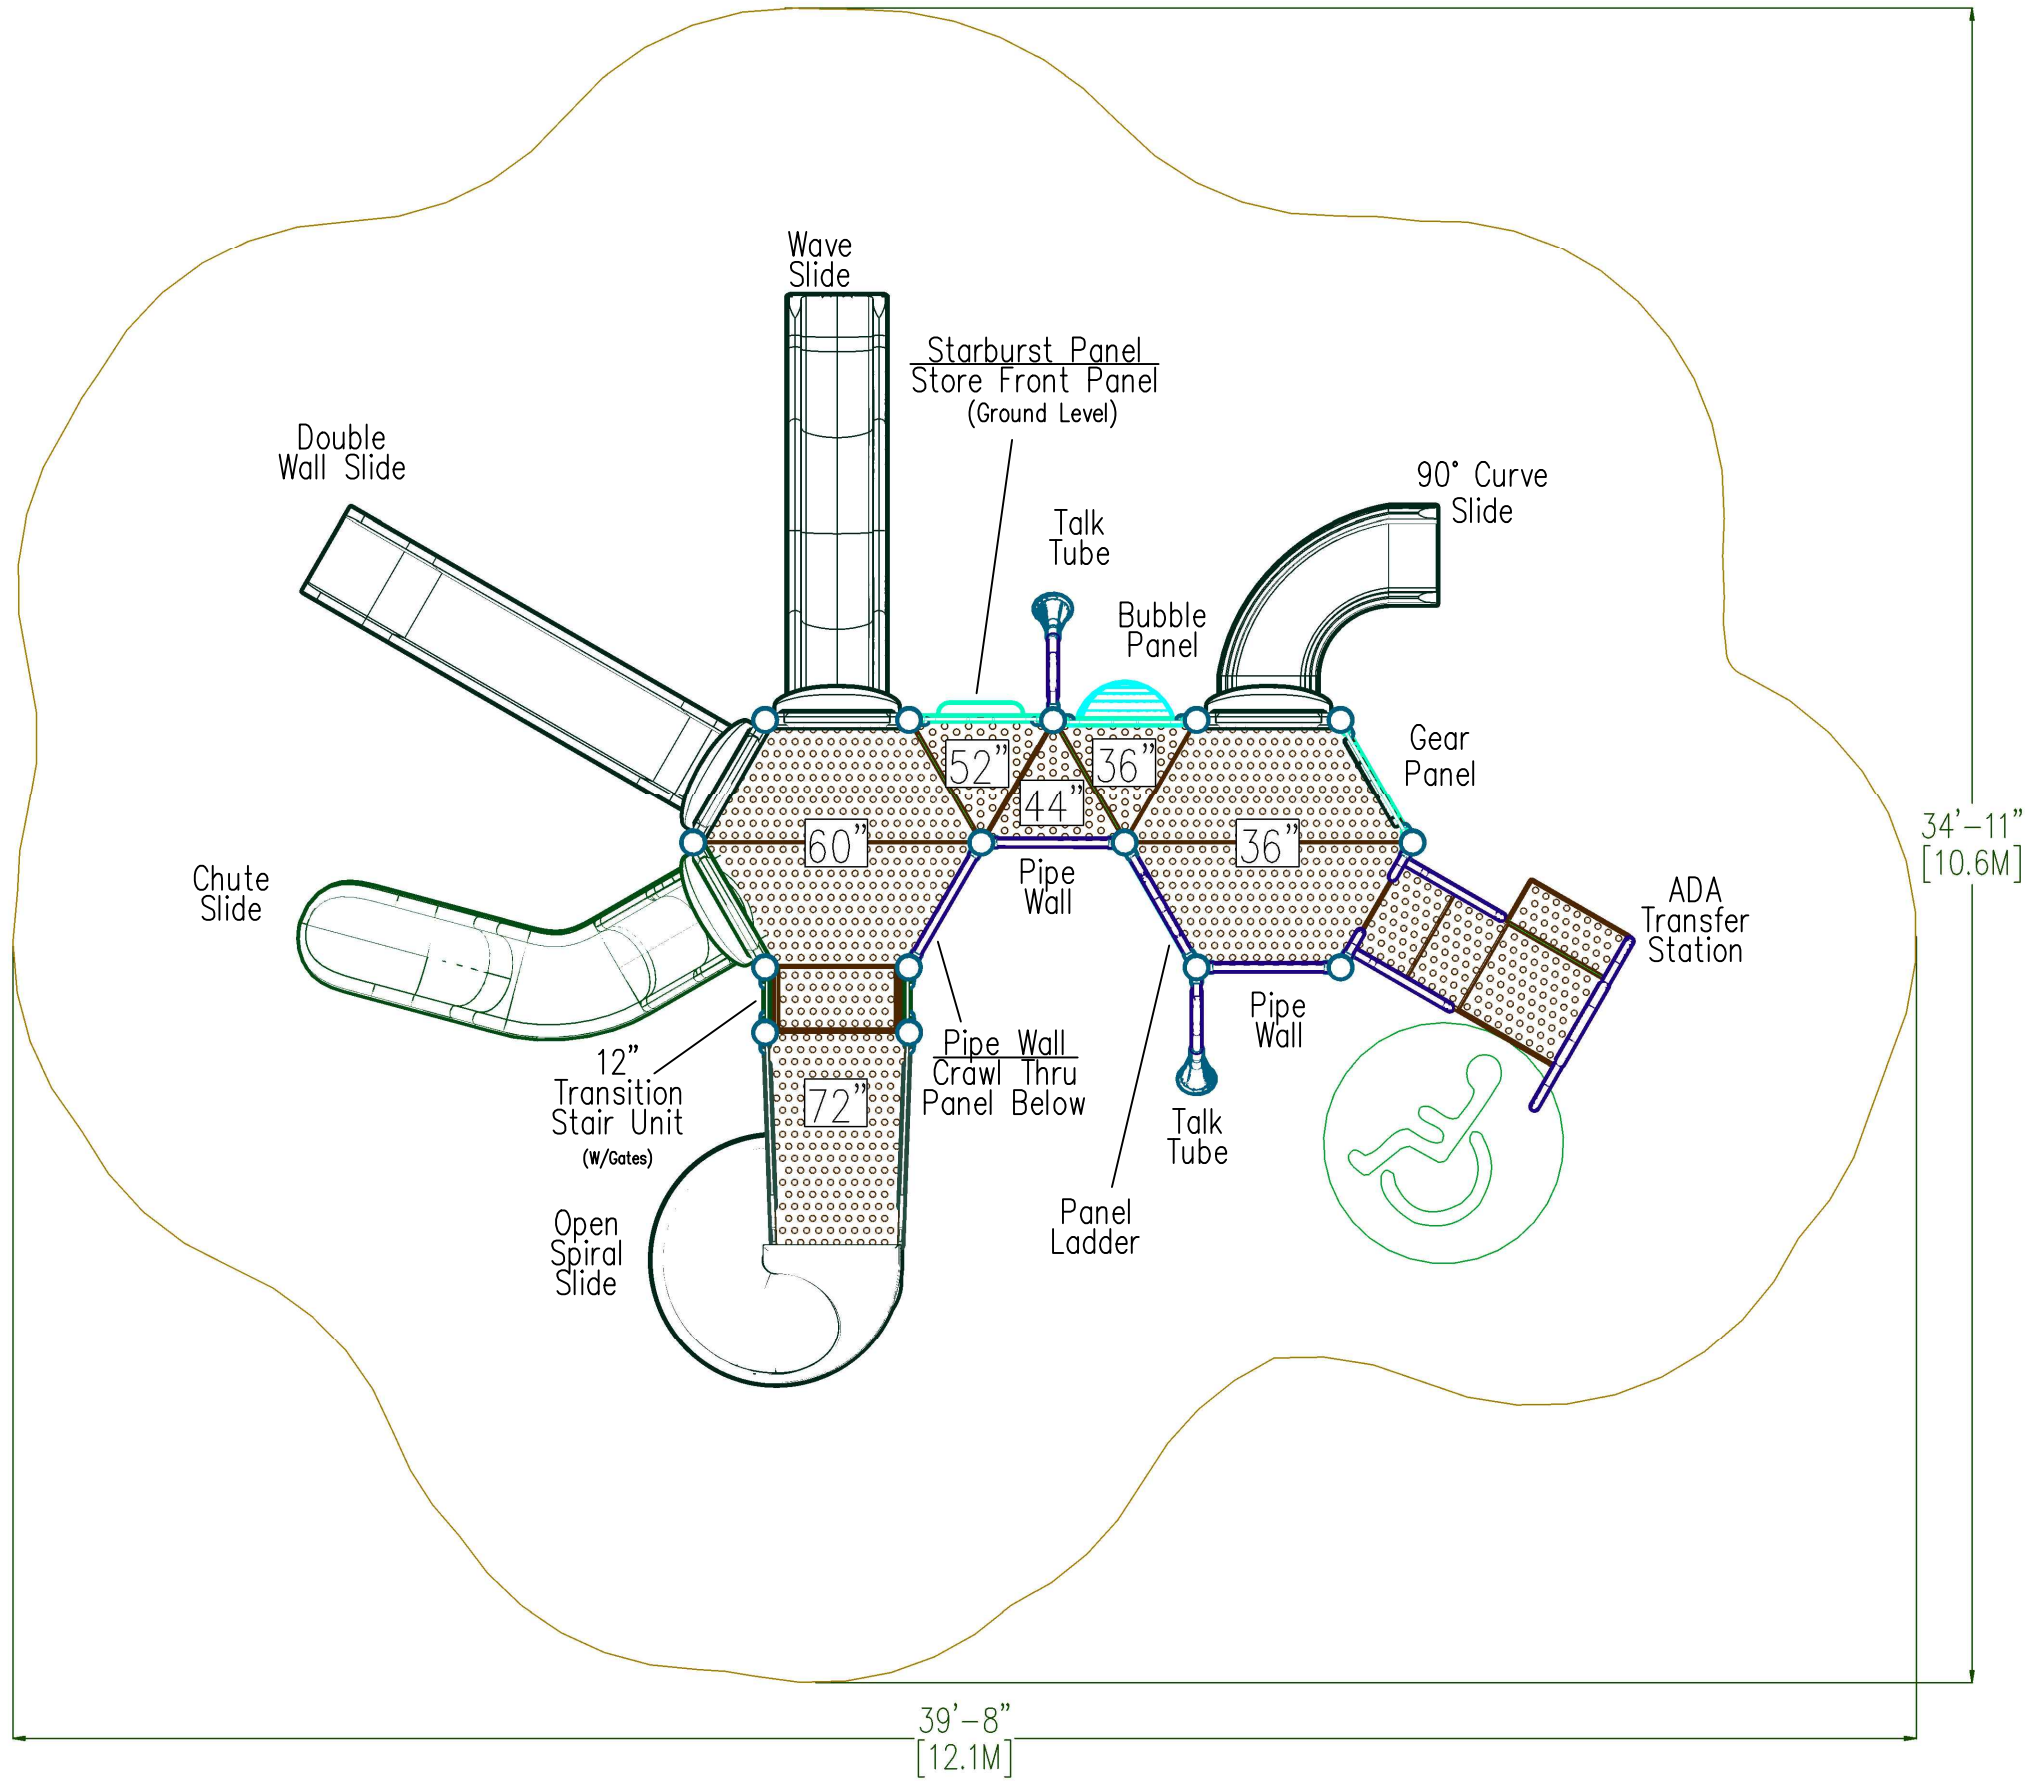 Wave
Slide
Starburst Panel
Store Front Panel
(Ground Level)
Double
Wall Slide
90° Curve
Slide
Talk
Tube
Bubble
Panel
Gear
Panel
52”
36”
44”
60”
36”
34’-11”
[10.6M]
Chute
Slide
Pipe
Wall
ADA
Transfer
Station
Pipe
Wall
12”
Transition
Stair Unit
(W/Gates)
Pipe Wall
Crawl Thru
Panel Below
72”
Talk
Tube
Open
Spiral
Slide
Panel
Ladder
39’-8”
[12.1M]